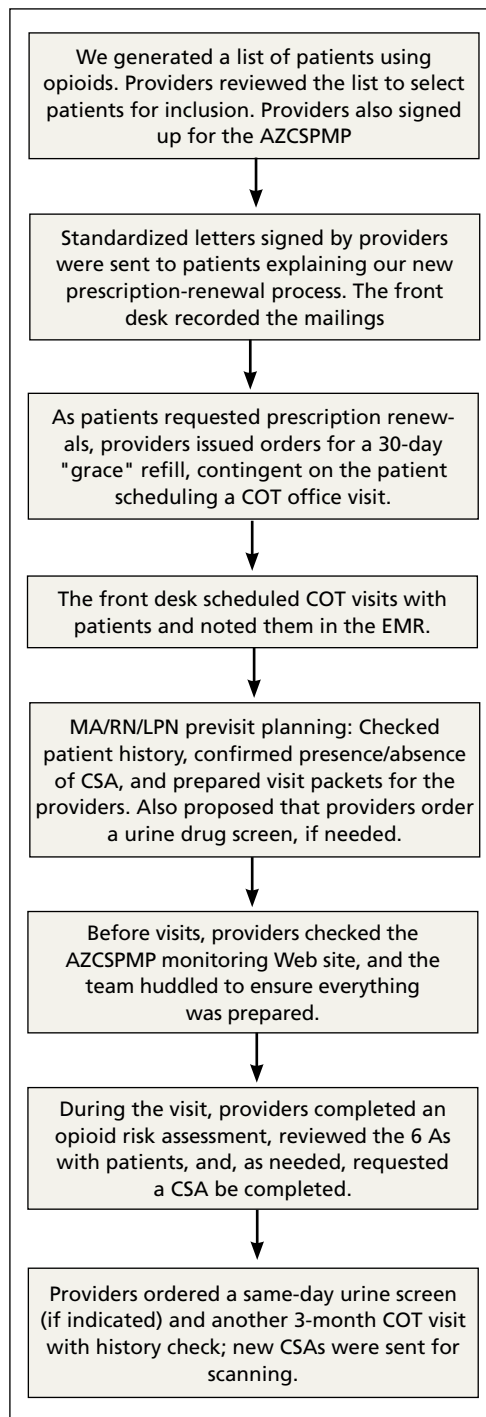 We generated a list of patients using
opioids. Providers reviewed the list to select
patients for inclusion. Providers also signed
up for the AZCSPMP
Standardized letters signed by providers
were sent to patients explaining our new
prescription-renewal process. The front
desk recorded the mailings
As patients requested prescription renew-
als, providers issued orders for a 30-day
"grace" refill, contingent on the patient
scheduling a COT office visit.
The front desk scheduled COT visits with
patients and noted them in the EMR.
MA/RN/LPN previsit planning: Checked
patient history, confirmed presence/absence
of CSA, and prepared visit packets for the
providers. Also proposed that providers order
a urine drug screen, if needed.
Before visits, providers checked the
AZCSPMP monitoring Web site, and the
team huddled to ensure everything
was prepared.
During the visit, providers completed an
opioid risk assessment, reviewed the 6 As
with patients, and, as needed, requested
a CSA be completed.
Providers ordered a same-day urine screen
(if indicated) and another 3-month COT visit
with history check; new CSAs were sent for
scanning.